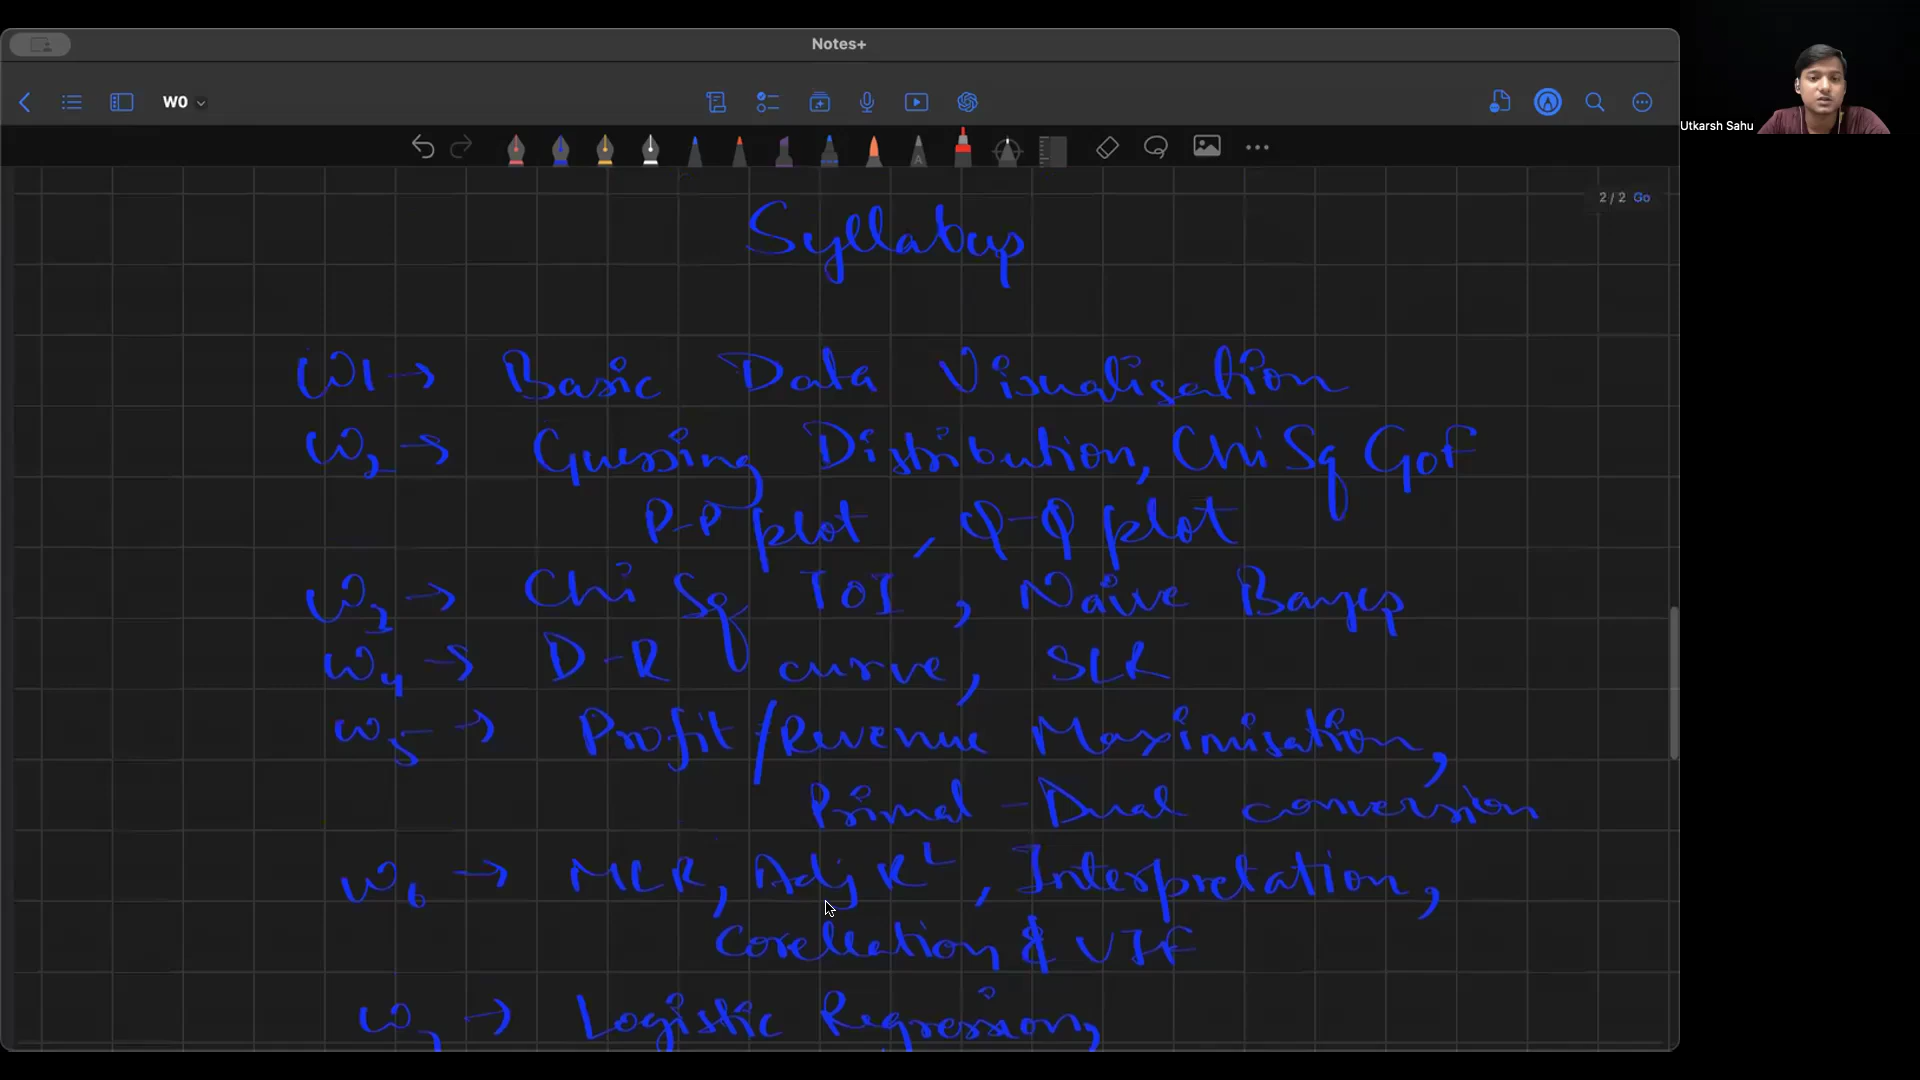 Notes+
W0
Utkarsh Sahu
2/2 Go
Syllabus
W1 → Basic Data Visualisation
W2 → Guessing Distribution, Chi Sq GoF
P-P plot, Q-Q plot
W3 → Chi Sq ToI, Naive Bayes
W4 → D-R curve, SLR
W5 → Profit/Revenue Maximisation,
Primal-Dual conversion
W6 → MLR, Adj R², Interpretation,
Corellation & VIF
W7 → Logistic Regression,